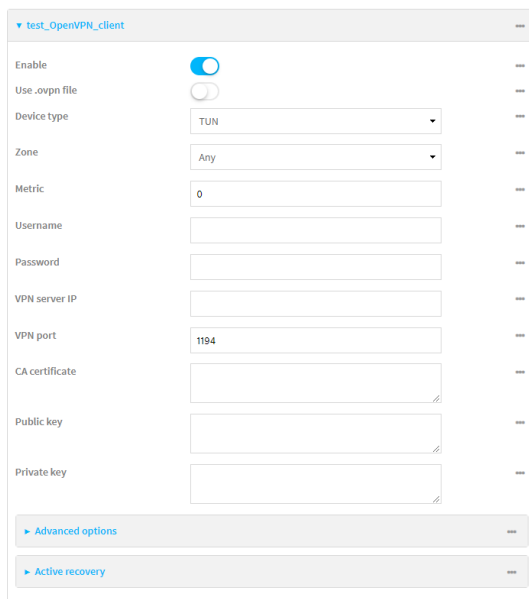 test_OpenVPN_client
Enable
Use .ovpn file
Device type TUN
Zone Any
Metric 0
Username
Password
VPN server IP
VPN port 1194
CA certificate
Public key
Private key
Advanced options
Active recovery